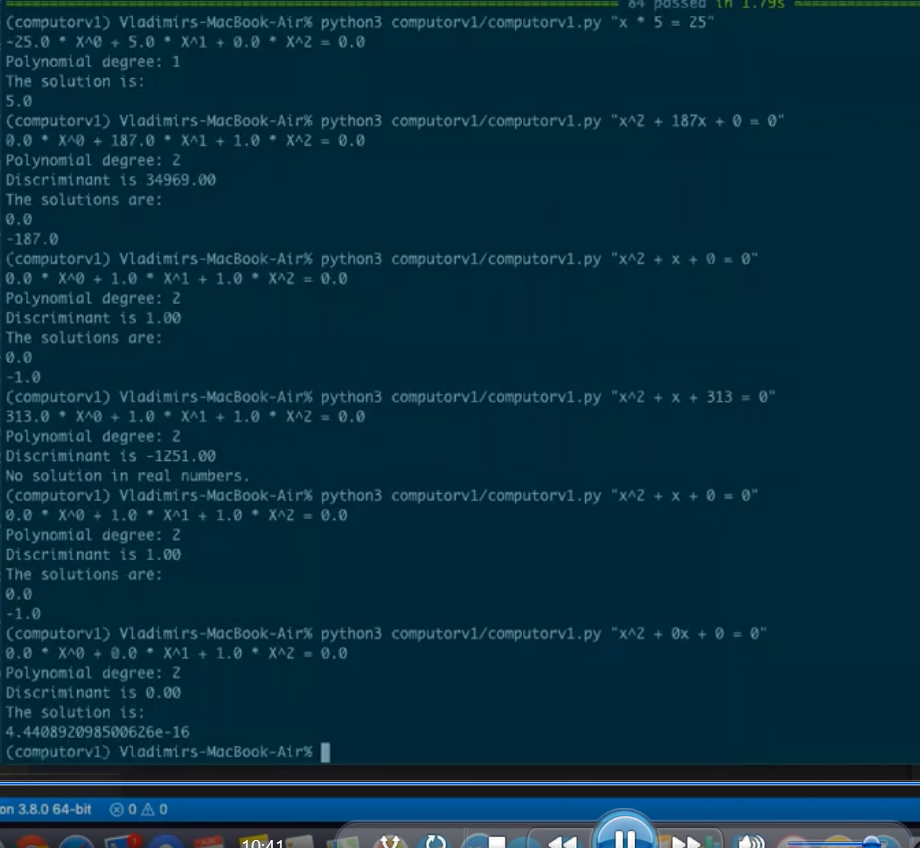 84 passed in 1.79s
(computorv1) Vladimirs-MacBook-Air% python3 computorv1/computorv1.py "x * 5 = 25"
-25.0 * X^0 + 5.0 * X^1 + 0.0 * X^2 = 0.0
Polynomial degree: 1
The solution is:
5.0
(computorv1) Vladimirs-MacBook-Air% python3 computorv1/computorv1.py "x^2 + 187x + 0 = 0"
0.0 * X^0 + 187.0 * X^1 + 1.0 * X^2 = 0.0
Polynomial degree: 2
Discriminant is 34969.00
The solutions are:
0.0
-187.0
(computorv1) Vladimirs-MacBook-Air% python3 computorv1/computorv1.py "x^2 + x + 0 = 0"
0.0 * X^0 + 1.0 * X^1 + 1.0 * X^2 = 0.0
Polynomial degree: 2
Discriminant is 1.00
The solutions are:
0.0
-1.0
(computorv1) Vladimirs-MacBook-Air% python3 computorv1/computorv1.py "x^2 + x + 313 = 0"
313.0 * X^0 + 1.0 * X^1 + 1.0 * X^2 = 0.0
Polynomial degree: 2
Discriminant is -1251.00
No solution in real numbers.
(computorv1) Vladimirs-MacBook-Air% python3 computorv1/computorv1.py "x^2 + x + 0 = 0"
0.0 * X^0 + 1.0 * X^1 + 1.0 * X^2 = 0.0
Polynomial degree: 2
Discriminant is 1.00
The solutions are:
0.0
-1.0
(computorv1) Vladimirs-MacBook-Air% python3 computorv1/computorv1.py "x^2 + 0x + 0 = 0"
0.0 * X^0 + 0.0 * X^1 + 1.0 * X^2 = 0.0
Polynomial degree: 2
Discriminant is 0.00
The solution is:
4.440892098500626e-16
(computorv1) Vladimirs-MacBook-Air%
on 3.8.0 64-bit 0 0
10:41